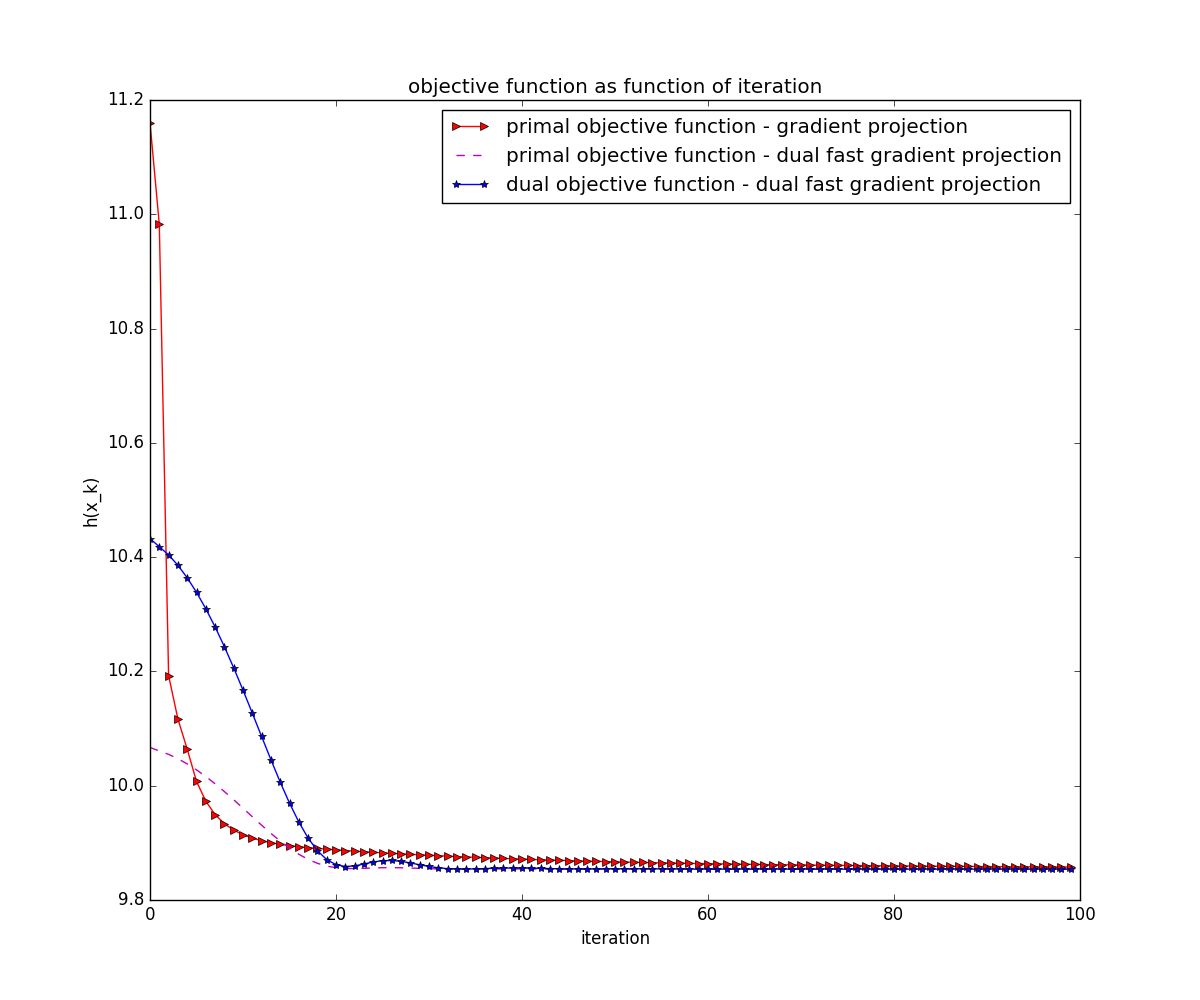 objective function as function of iteration
11.2
11.0
10.8
10.6
10.4
10.2
10.0
9.8
h(x_k)
primal objective function - gradient projection
primal objective function - dual fast gradient projection
dual objective function - dual fast gradient projection
0
20
40
60
80
100
iteration